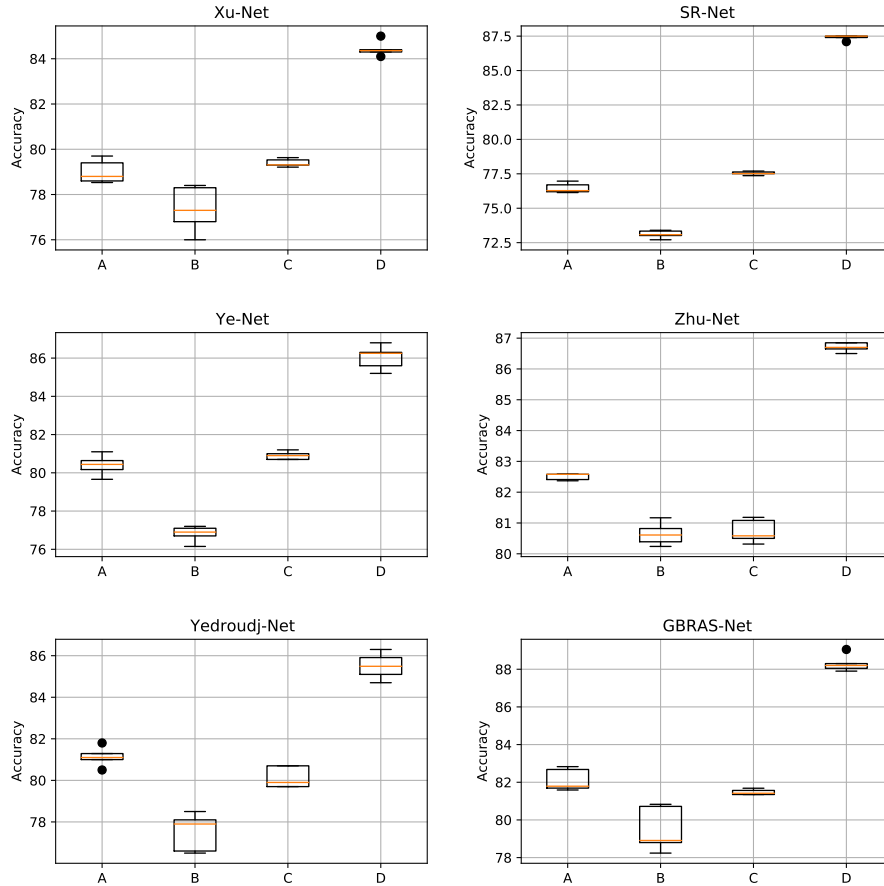 Xu-Net
SR-Net
Accuracy
84
82
80
78
76
A
B
C
D
Accuracy
87.5
85.0
82.5
80.0
77.5
75.0
72.5
A
B
C
D
Ye-Net
Zhu-Net
Accuracy
86
84
82
80
78
76
A
B
C
D
Accuracy
87
86
85
84
83
82
81
80
A
B
C
D
Yedroudj-Net
GBRAS-Net
Accuracy
86
84
82
80
78
A
B
C
D
Accuracy
88
86
84
82
80
78
A
B
C
D